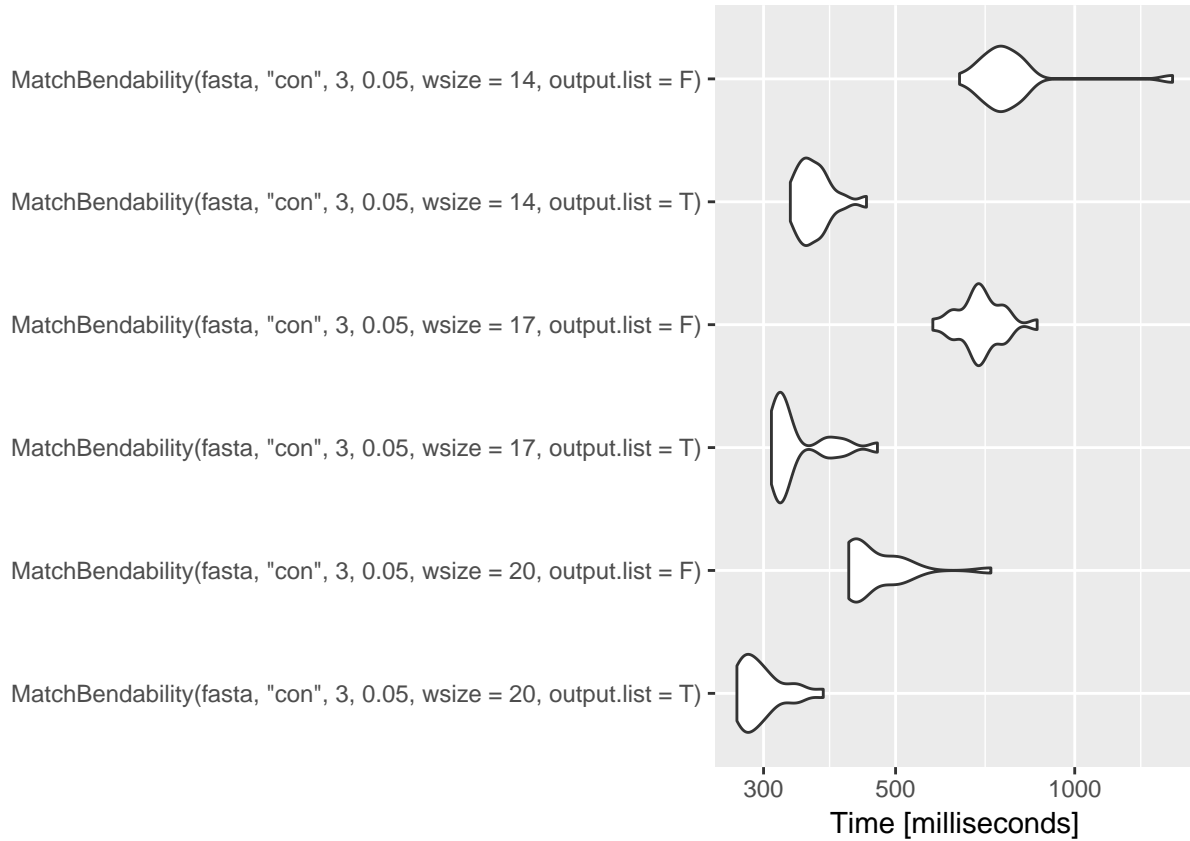 MatchBendability(fasta, "con", 3, 0.05, wsize = 14, output.list = F)
MatchBendability(fasta, "con", 3, 0.05, wsize = 14, output.list = T)
MatchBendability(fasta, "con", 3, 0.05, wsize = 17, output.list = F)
MatchBendability(fasta, "con", 3, 0.05, wsize = 17, output.list = T)
MatchBendability(fasta, "con", 3, 0.05, wsize = 20, output.list = F)
MatchBendability(fasta, "con", 3, 0.05, wsize = 20, output.list = T)
300 500 1000
Time [milliseconds]